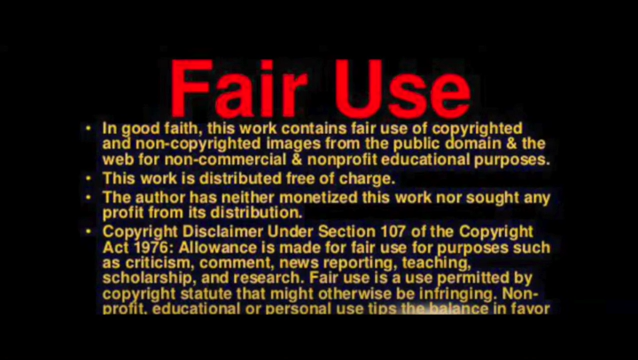 Fair Use
• In good faith, this work contains fair use of copyrighted
and non-copyrighted images from the public domain & the
web for non-commercial & nonprofit educational purposes.
• This work is distributed free of charge.
• The author has neither monetized this work nor sought any
profit from its distribution.
• Copyright Disclaimer Under Section 107 of the Copyright
Act 1976: Allowance is made for fair use for purposes such
as criticism, comment, news reporting, teaching,
scholarship, and research. Fair use is a use permitted by
copyright statute that might otherwise be infringing. Non-
profit, educational or personal use tips the balance in favor